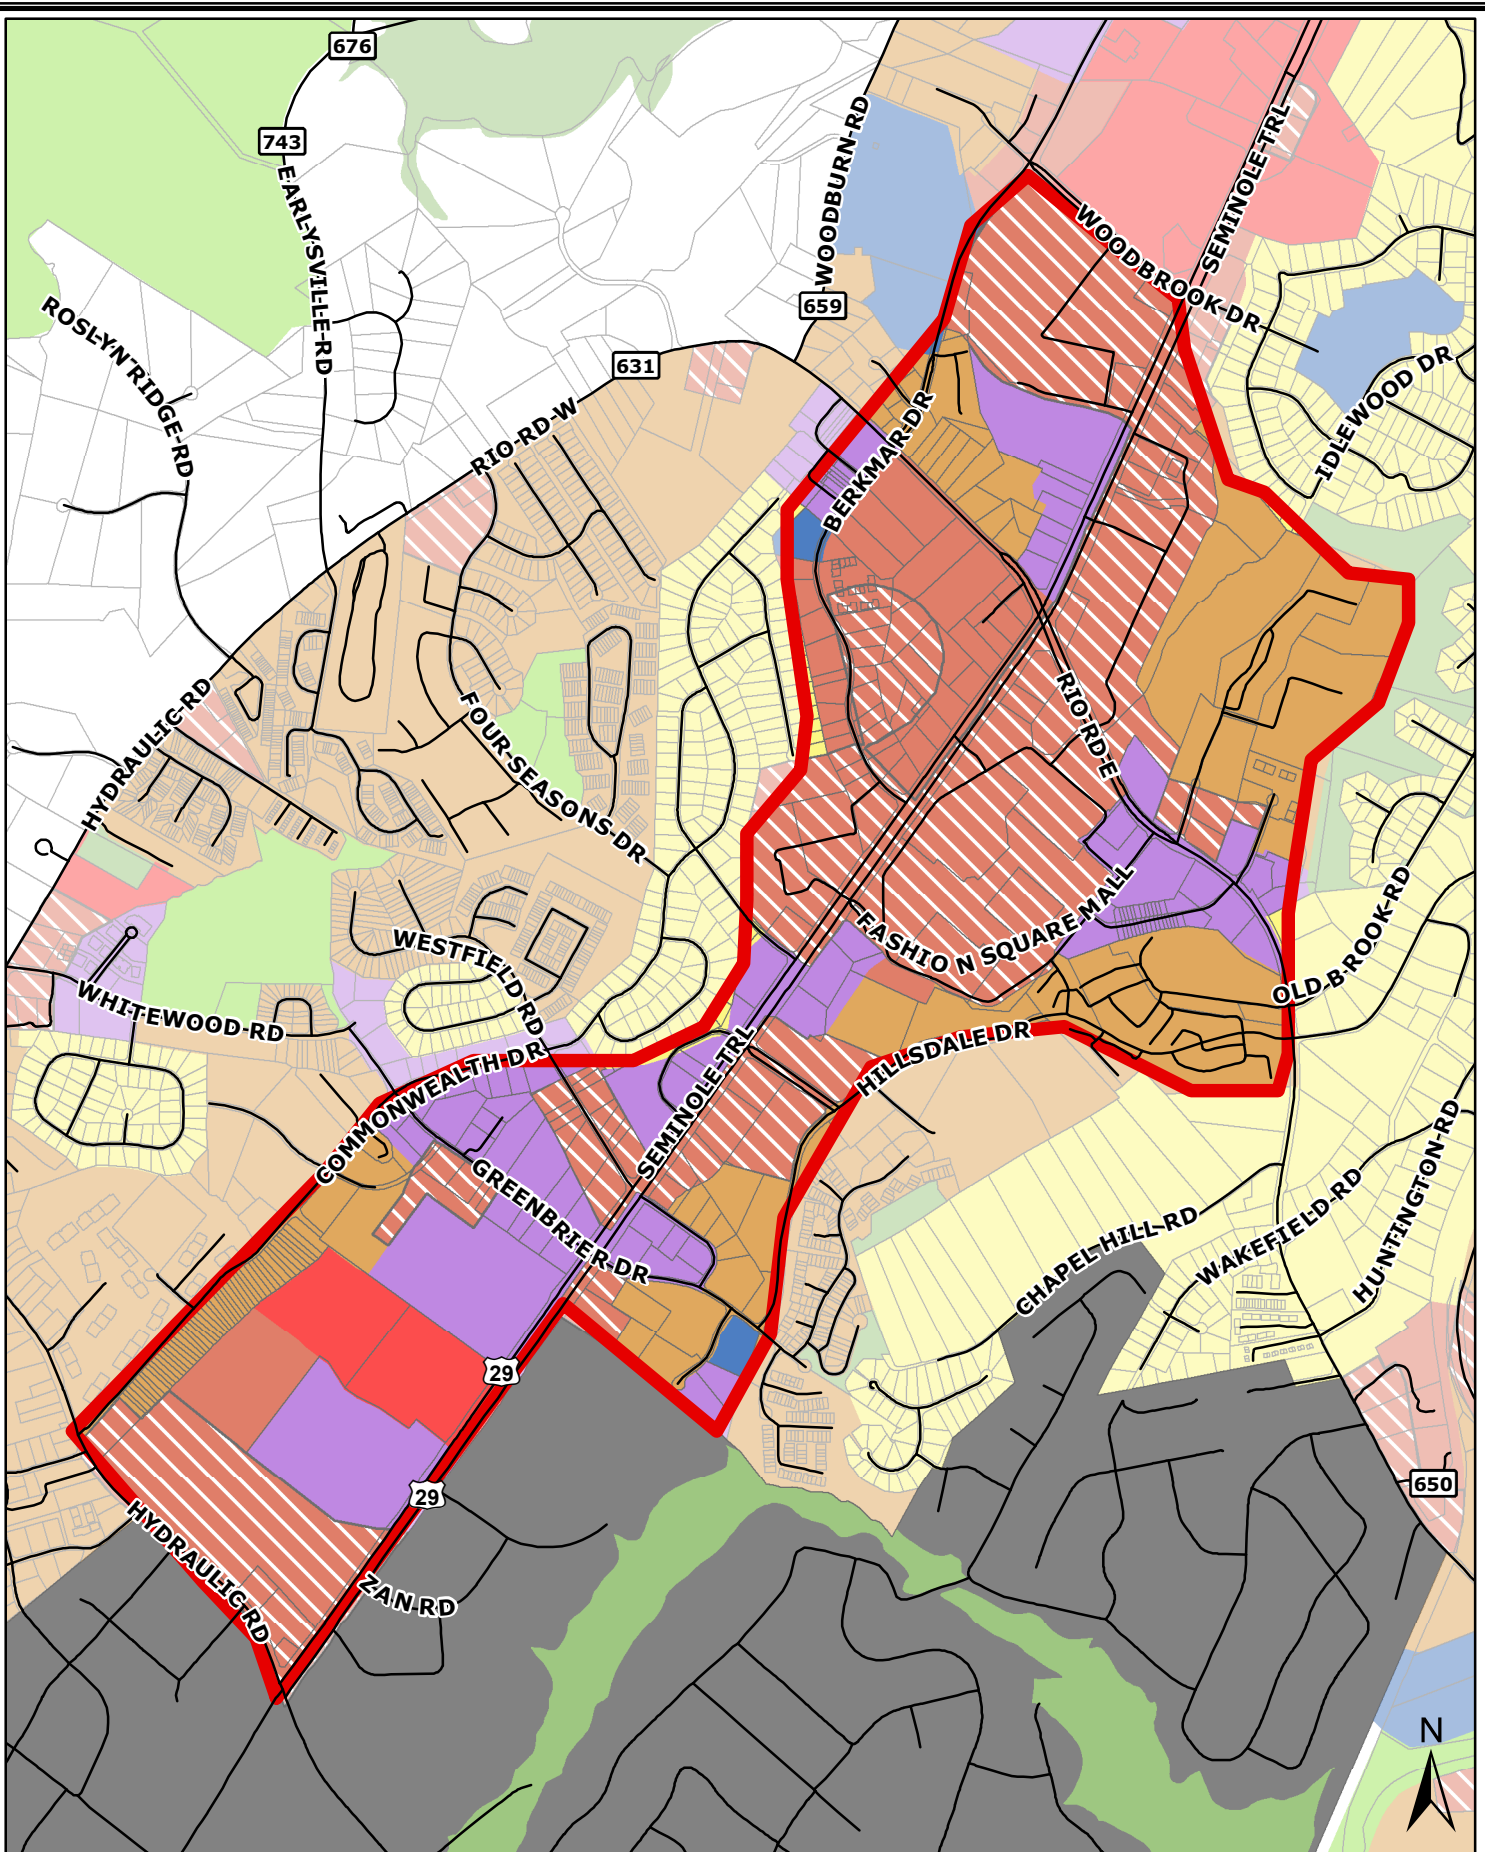 676
743
EARLYSVILLE RD
WOODBURN RD
SEMINOLE TRL
WOODBROOK DR
ROSLYN RIDGE RD
659
631
RIO RD W
IDLEWOOD DR
BERKMAR DR
HYDRAULIC RD
FOUR SEASONS DR
RIO RD E
FASHION SQUARE MALL
OLD BROOK RD
WESTFIELD RD
WHITEWOOD RD
COMMONWEALTH DR
HILLSDALE DR
SEMINOLE TRL
GREENBRIER DR
CHAPEL HILL RD
WAKEFIELD RD
HUNTINGTON RD
29
29
650
HYDRAULIC RD
ZAN RD
N